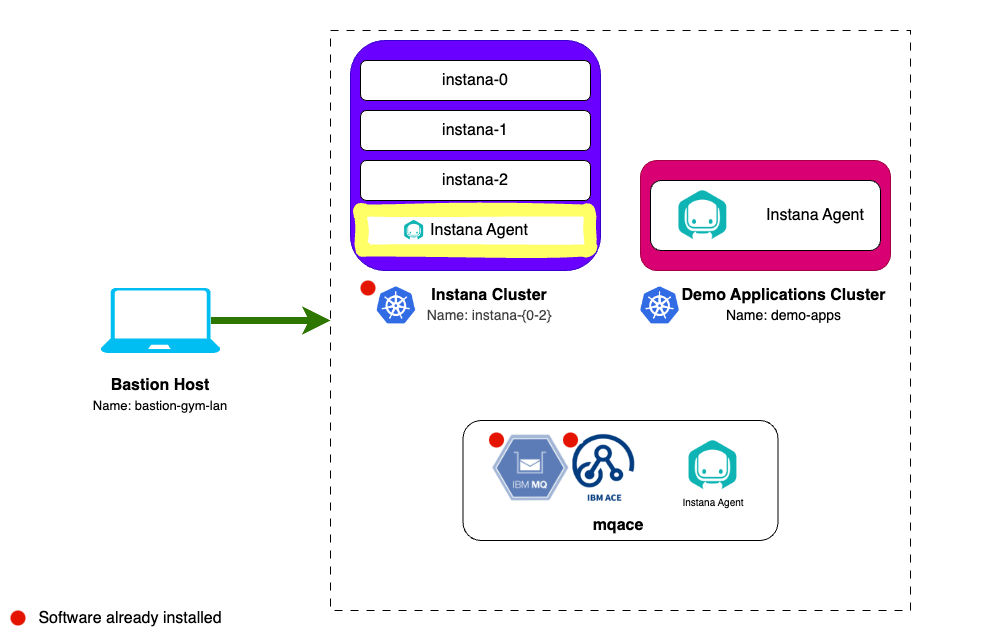 instana-0
instana-1
instana-2
Instana Agent
Instana Agent
Instana Cluster
Name: instana-{0-2}
Demo Applications Cluster
Name: demo-apps
Bastion Host
Name: bastion-gym-lan
IBM MQ
IBM ACE
Instana Agent
mqace
Software already installed